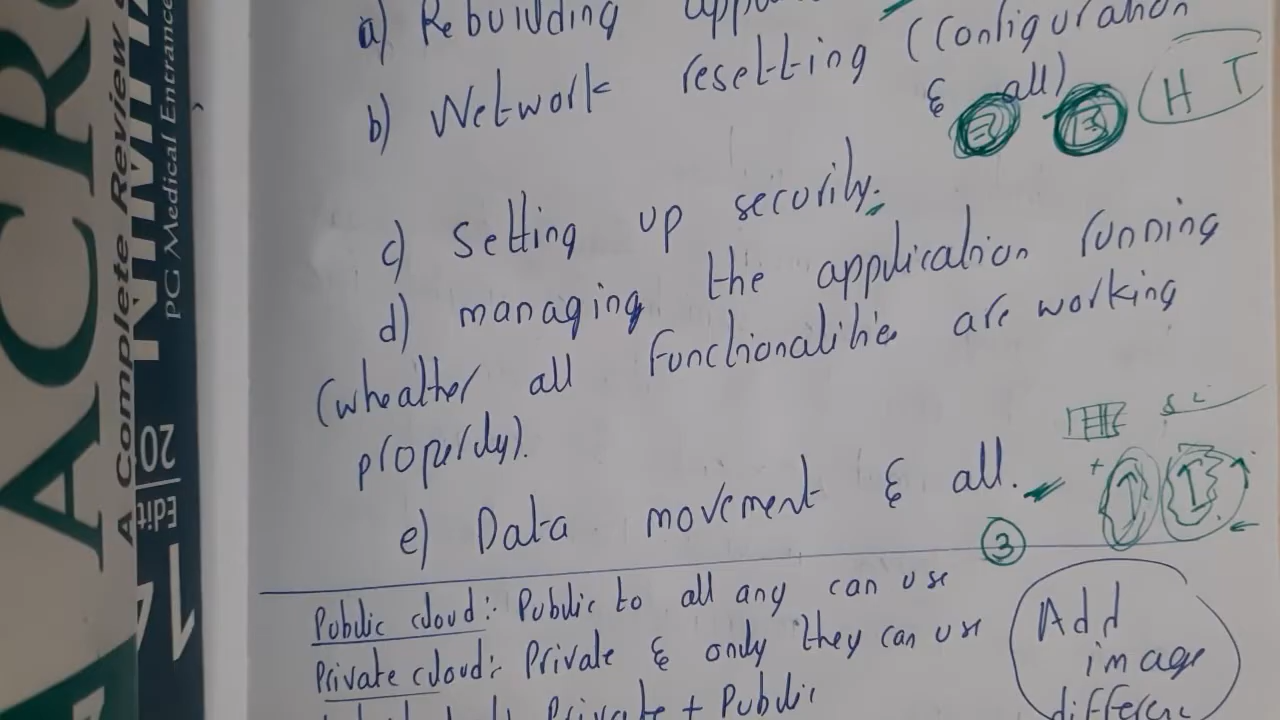 a) Rebuilding
b) Network resetting (Configuration
& all)
H T
c) Setting up security.
d) managing the application running
(wheather all functionalities are working
properly).
e) Data movement & all.
3
Public cloud:- Public to all any can use
Private cloud:- Private & only they can use
Private + Public
Add
image
A Complete Review
PG Medical Entrance
Edit
20